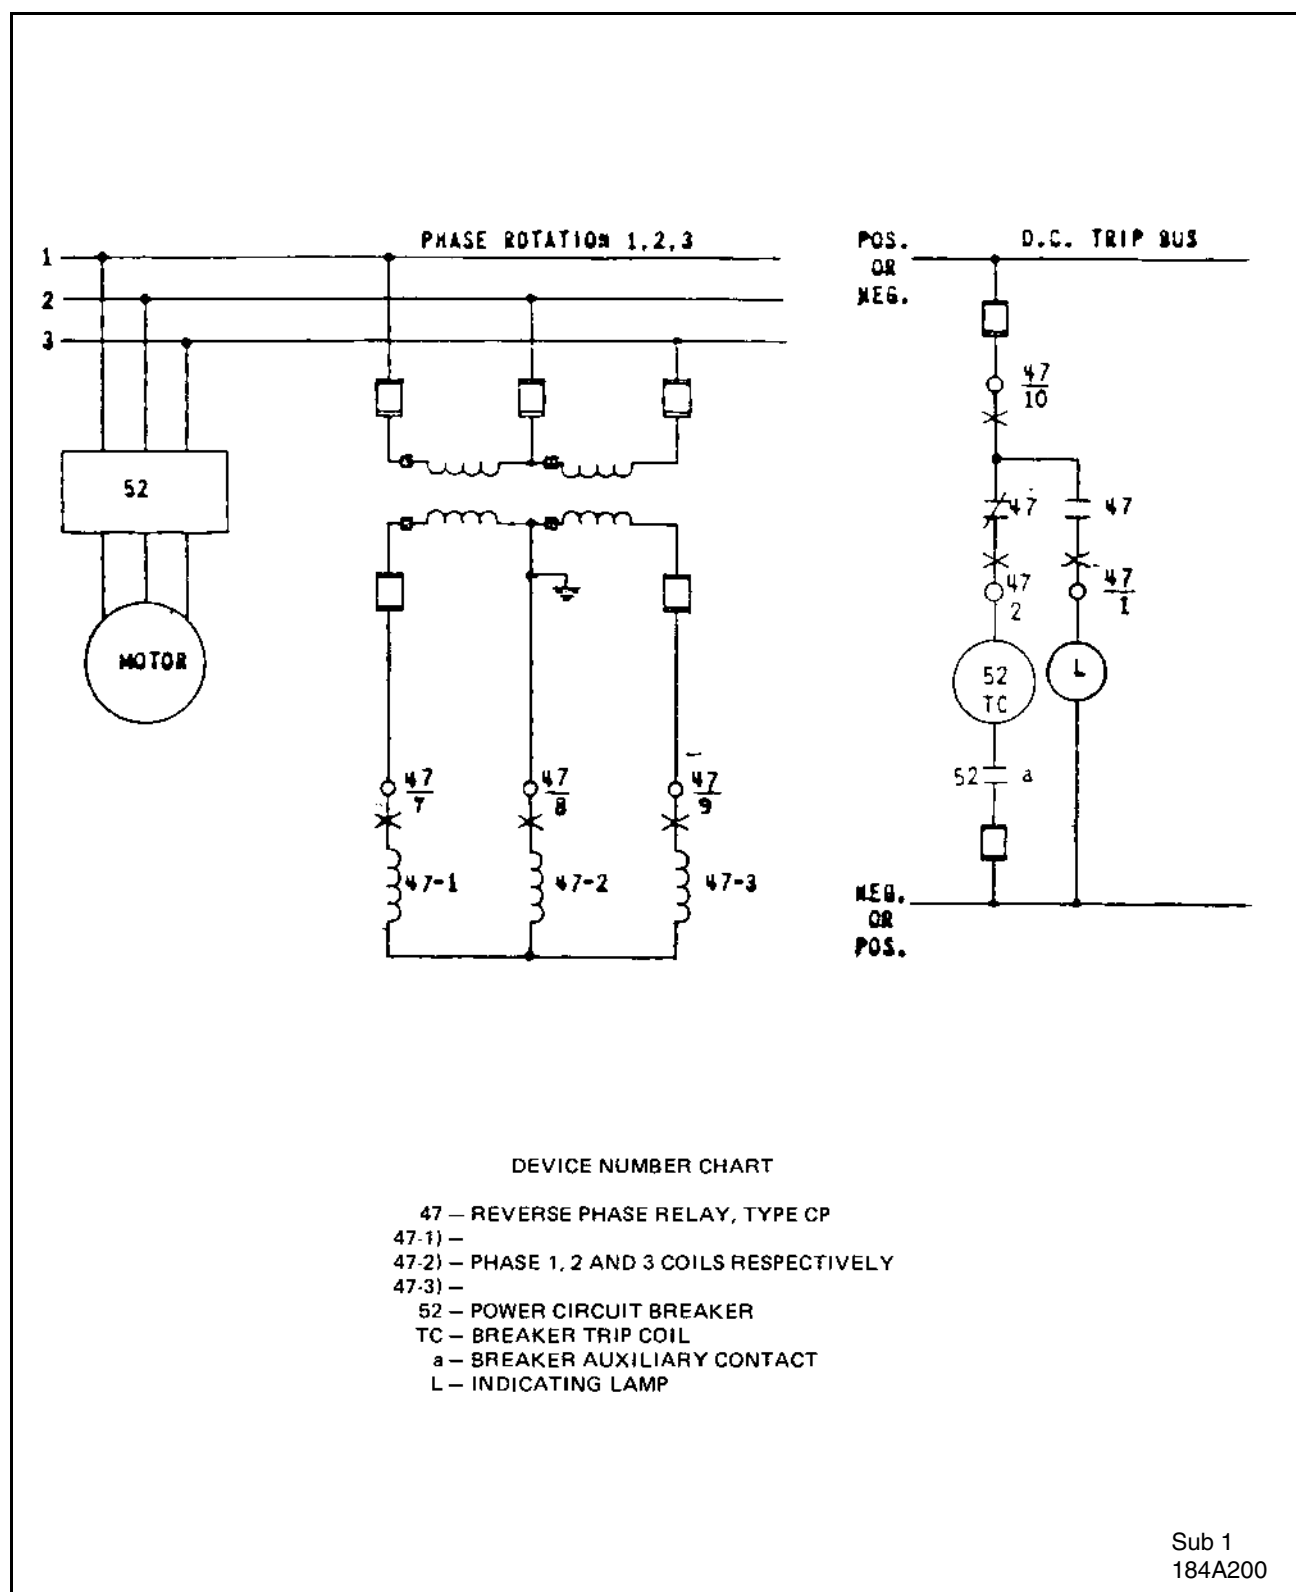 PHASE ROTATION 1,2,3
1
2
3
52
MOTOR
47
7
47
8
47
9
47-1
47-2
47-3
POS.
OR
NEG.
D.C. TRIP BUS
47
10
47
47
47
2
47
1
52
TC
L
52
a
NEG.
OR
POS.
DEVICE NUMBER CHART
47 — REVERSE PHASE RELAY, TYPE CP
47-1) —
47-2) — PHASE 1, 2 AND 3 COILS RESPECTIVELY
47-3) —
52 — POWER CIRCUIT BREAKER
TC — BREAKER TRIP COIL
a — BREAKER AUXILIARY CONTACT
L — INDICATING LAMP
Sub 1
184A200